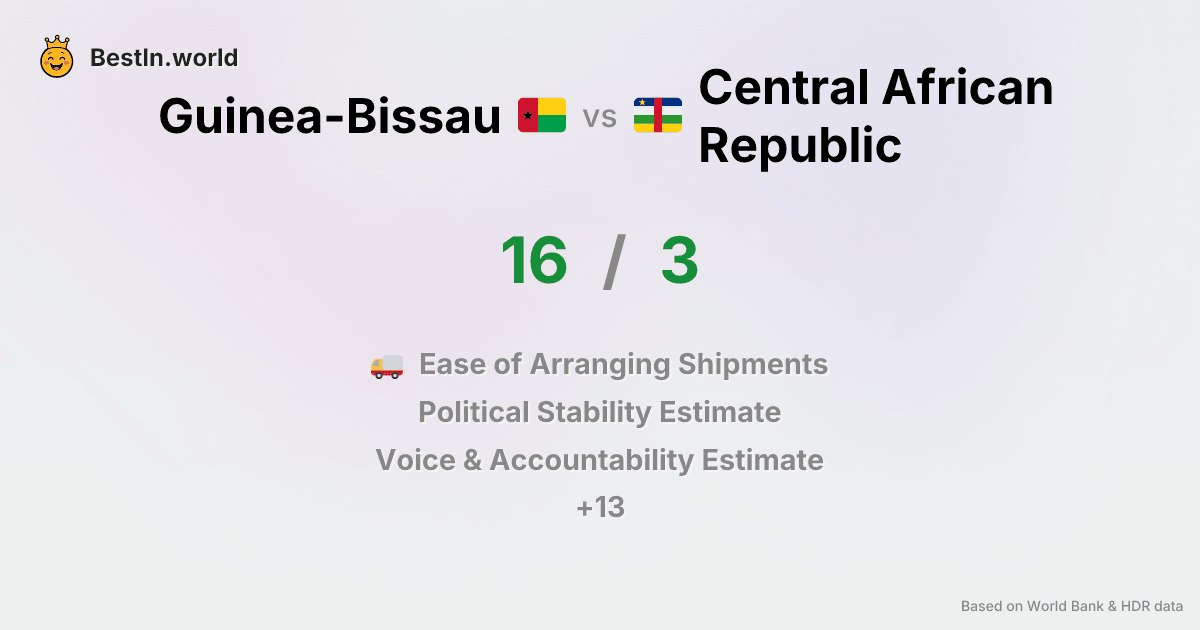 BestIn.world
Guinea-Bissau vs Central African
Republic
16 / 3
Ease of Arranging Shipments
Political Stability Estimate
Voice & Accountability Estimate
+13
Based on World Bank & HDR data